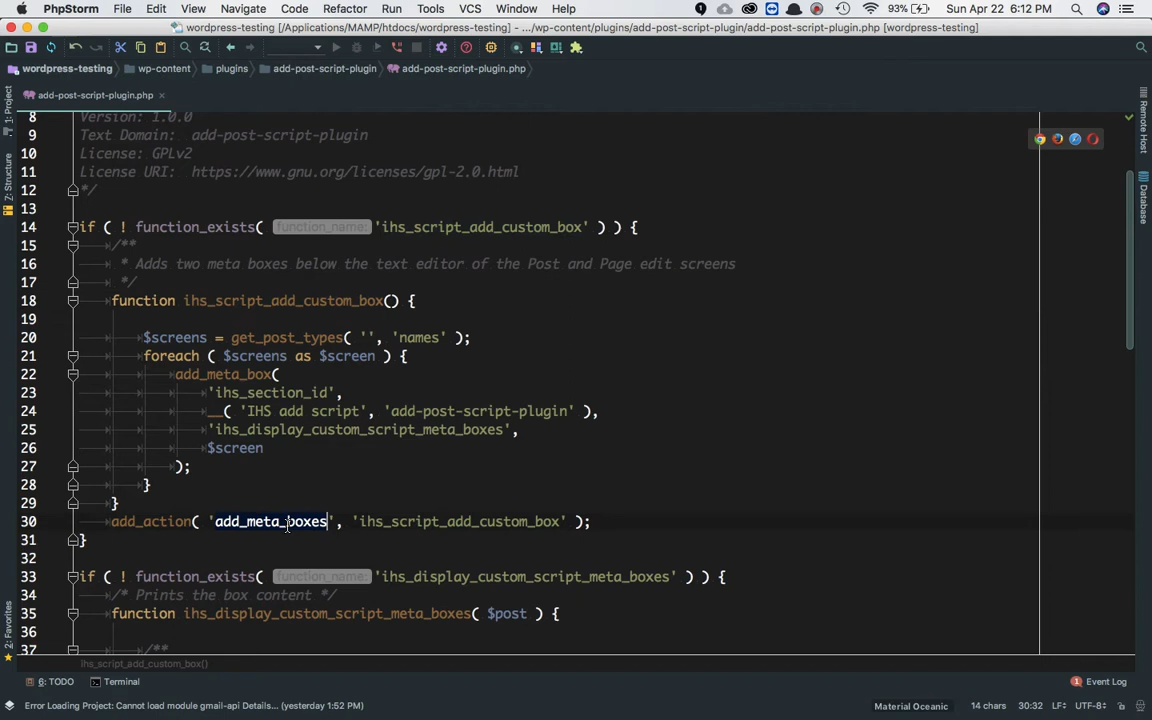 PhpStorm File Edit View Navigate Code Refactor Run Tools VCS Window Help 93% Sun Apr 22 6:12 PM
wordpress-testing [/Applications/MAMP/htdocs/wordpress-testing] - .../wp-content/plugins/add-post-script-plugin/add-post-script-plugin.php [wordpress-testing]
wordpress-testing wp-content plugins add-post-script-plugin add-post-script-plugin.php
add-post-script-plugin.php
1: Project
Z: Structure
2: Favorites
Remote Host
Database
8 Version: 1.0.0
9 Text Domain: add-post-script-plugin
10 License: GPLv2
11 License URI: https://www.gnu.org/licenses/gpl-2.0.html
12 */
13
14 if ( ! function_exists( function_name: 'ihs_script_add_custom_box' ) ) {
15 /**
16 * Adds two meta boxes below the text editor of the Post and Page edit screens
17 */
18 function ihs_script_add_custom_box() {
19
20 $screens = get_post_types( '', 'names' );
21 foreach ( $screens as $screen ) {
22 add_meta_box(
23 'ihs_section_id',
24 __( 'IHS add script', 'add-post-script-plugin' ),
25 'ihs_display_custom_script_meta_boxes',
26 $screen
27 );
28 }
29 }
30 add_action( 'add_meta_boxes', 'ihs_script_add_custom_box' );
31 }
32
33 if ( ! function_exists( function_name: 'ihs_display_custom_script_meta_boxes' ) ) {
34 /* Prints the box content */
35 function ihs_display_custom_script_meta_boxes( $post ) {
36
37 /**
ihs_script_add_custom_box()
6: TODO Terminal 1 Event Log
Error Loading Project: Cannot load module gmail-api Details... (yesterday 1:52 PM) Material Oceanic 14 chars 30:32 LF÷ UTF-8÷